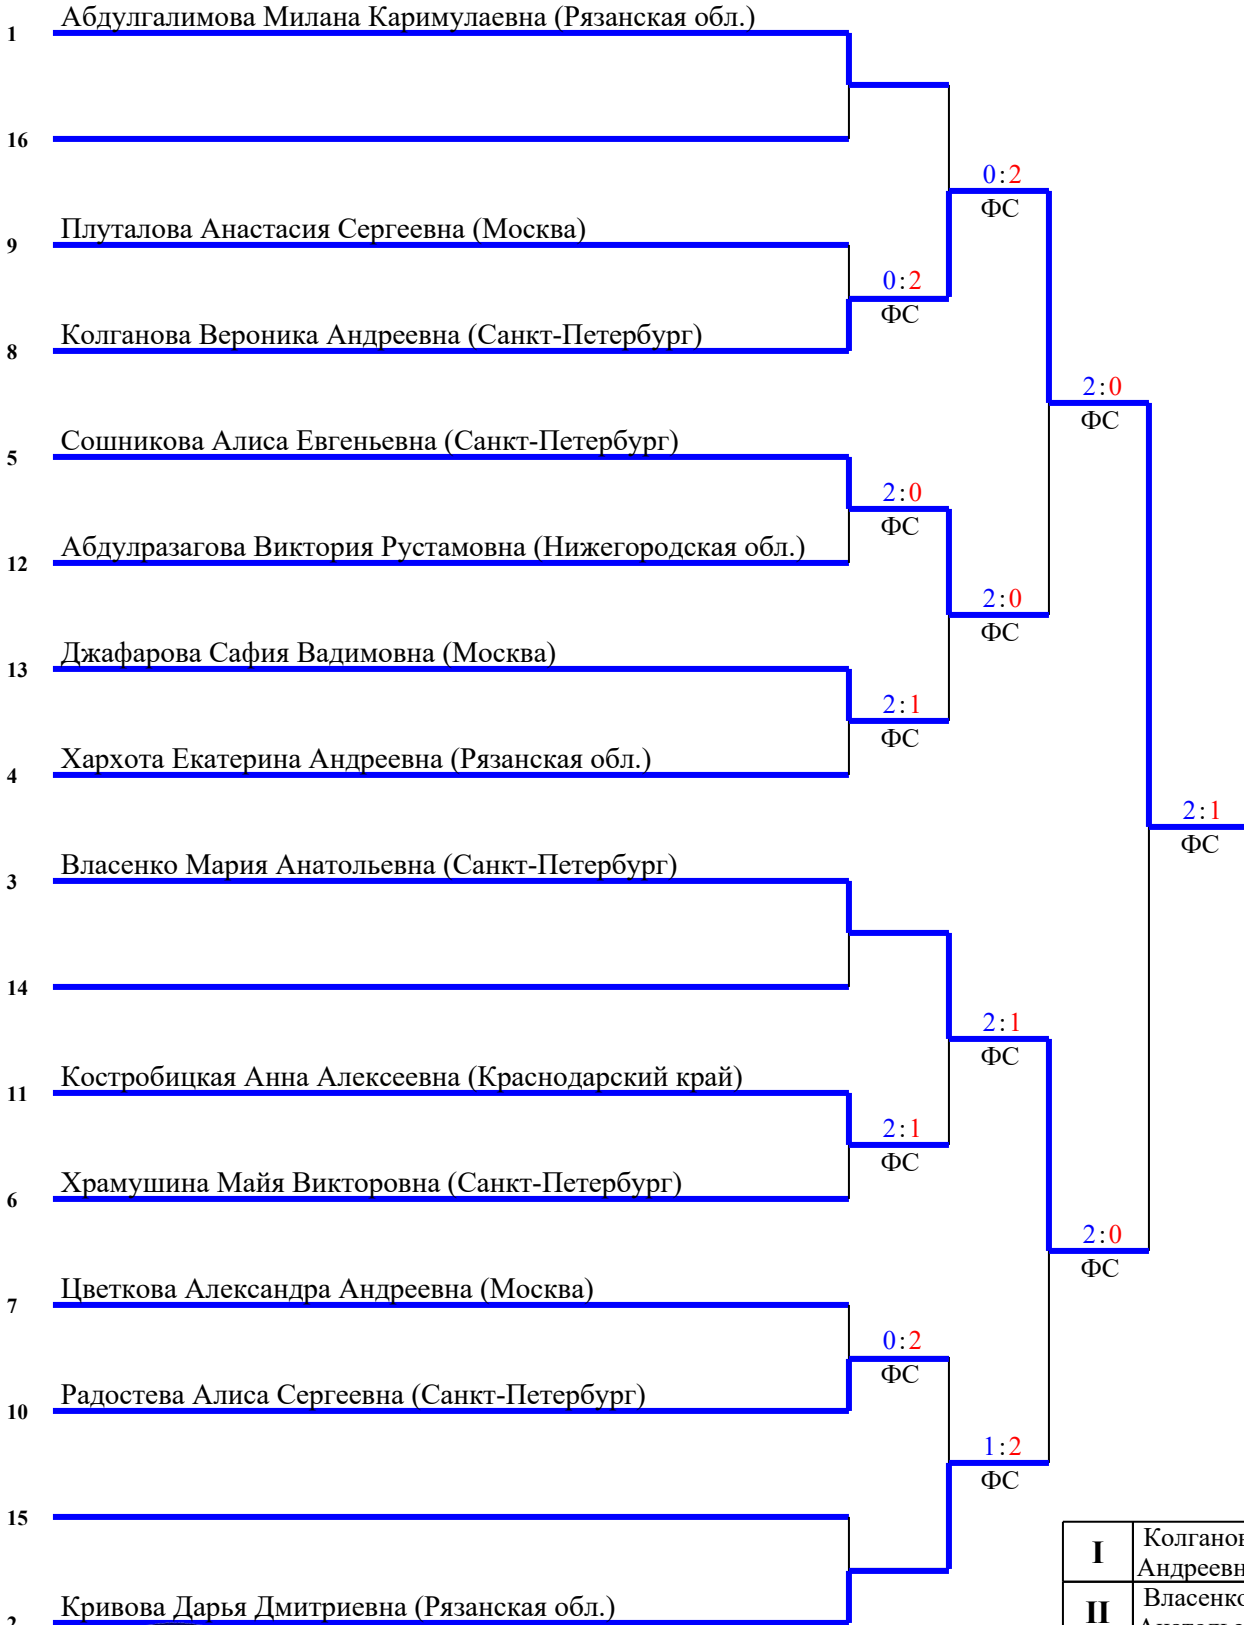 Абдулгалимова Милана Каримулаевна (Рязанская обл.)
1
16
0:2
ФС
Плуталова Анастасия Сергеевна (Москва)
9
0:2
ФС
Колганова Вероника Андреевна (Санкт-Петербург)
8
2:0
ФС
Сошникова Алиса Евгеньевна (Санкт-Петербург)
5
2:0
ФС
Абдулразагова Виктория Рустамовна (Нижегородская обл.)
12
2:0
ФС
Джафарова Сафия Вадимовна (Москва)
13
2:1
ФС
Хархота Екатерина Андреевна (Рязанская обл.)
4
2:1
ФС
Власенко Мария Анатольевна (Санкт-Петербург)
3
14
2:1
ФС
Костробицкая Анна Алексеевна (Краснодарский край)
11
2:1
ФС
Храмушина Майя Викторовна (Санкт-Петербург)
6
2:0
ФС
Цветкова Александра Андреевна (Москва)
7
0:2
ФС
Радостева Алиса Сергеевна (Санкт-Петербург)
10
1:2
ФС
15
I
Колганов
Андреевн
Кривова Дарья Дмитриевна (Рязанская обл.)
2
II
Власенко